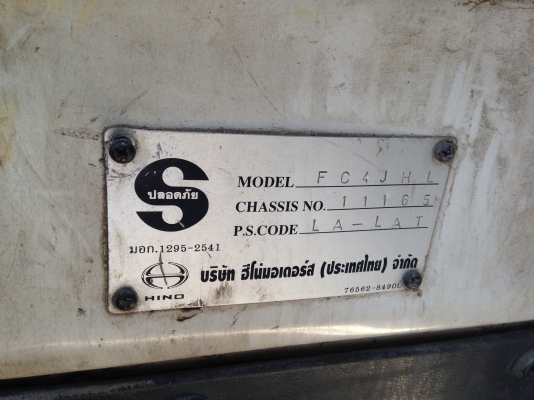 S
ปลอดภัย
มอก.1295-2541
MODEL FC4JHL
CHASSIS NO. 11165
P.S.CODE LA-LAT
HINO
บริษัท ฮีโน่มอเตอร์ส (ประเทศไทย) จำกัด